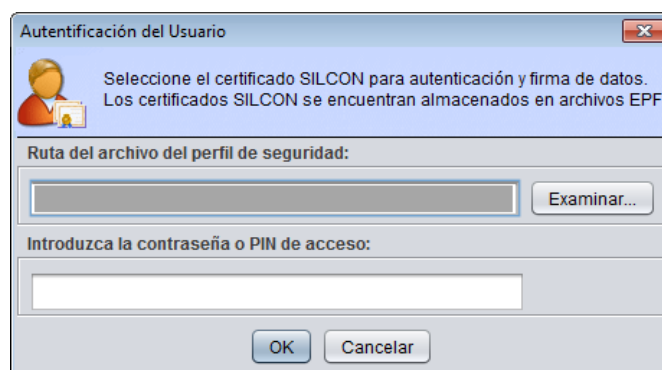 Autentificación del Usuario
Seleccione el certificado SILCON para autenticación y firma de datos.
Los certificados SILCON se encuentran almacenados en archivos EPF
Ruta del archivo del perfil de seguridad:
Examinar...
Introduzca la contraseña o PIN de acceso:
OK
Cancelar